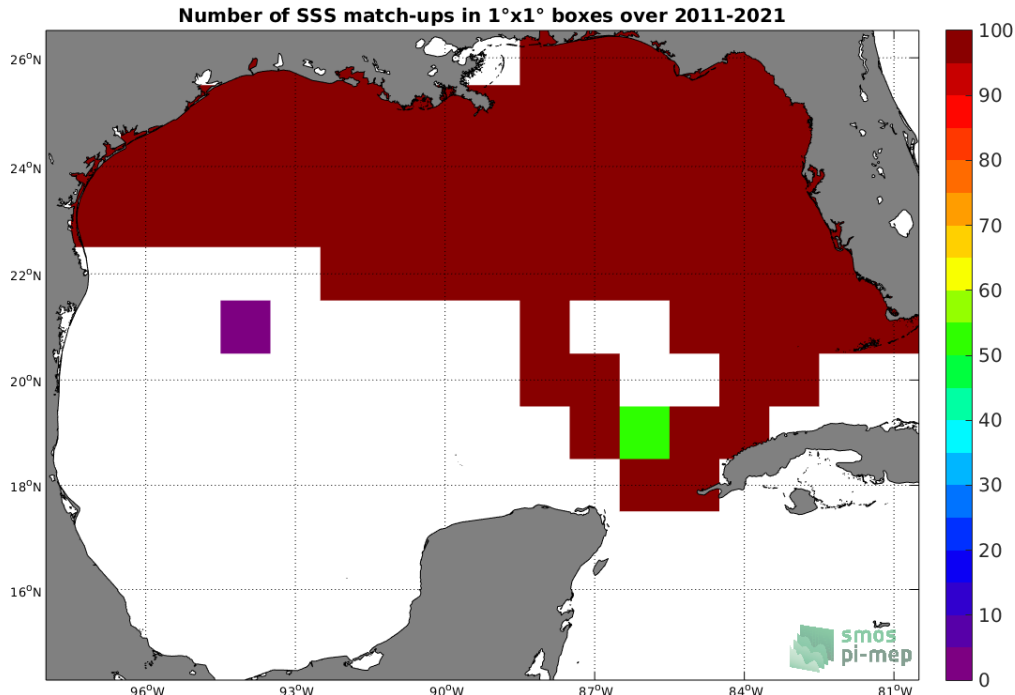 Number of SSS match-ups in 1°x1° boxes over 2011-2021
26°N
24°N
22°N
20°N
18°N
16°N
96°W 93°W 90°W 87°W 84°W 81°W
100
90
80
70
60
50
40
30
20
10
0
smos
pi-mep